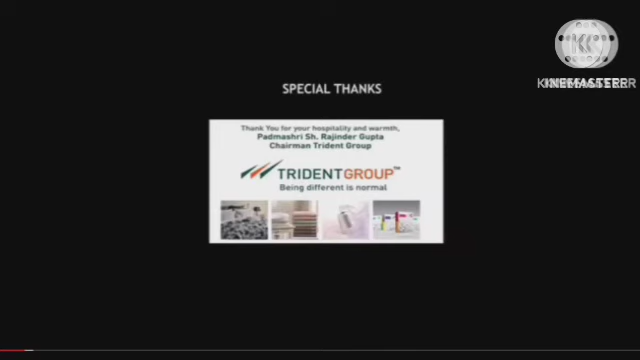 SPECIAL THANKS
Thank You for your hospitality and warmth,
Padmashri Sh. Rajinder Gupta
Chairman Trident Group
TRIDENTGROUP™
Being different is normal
KINEMASTER